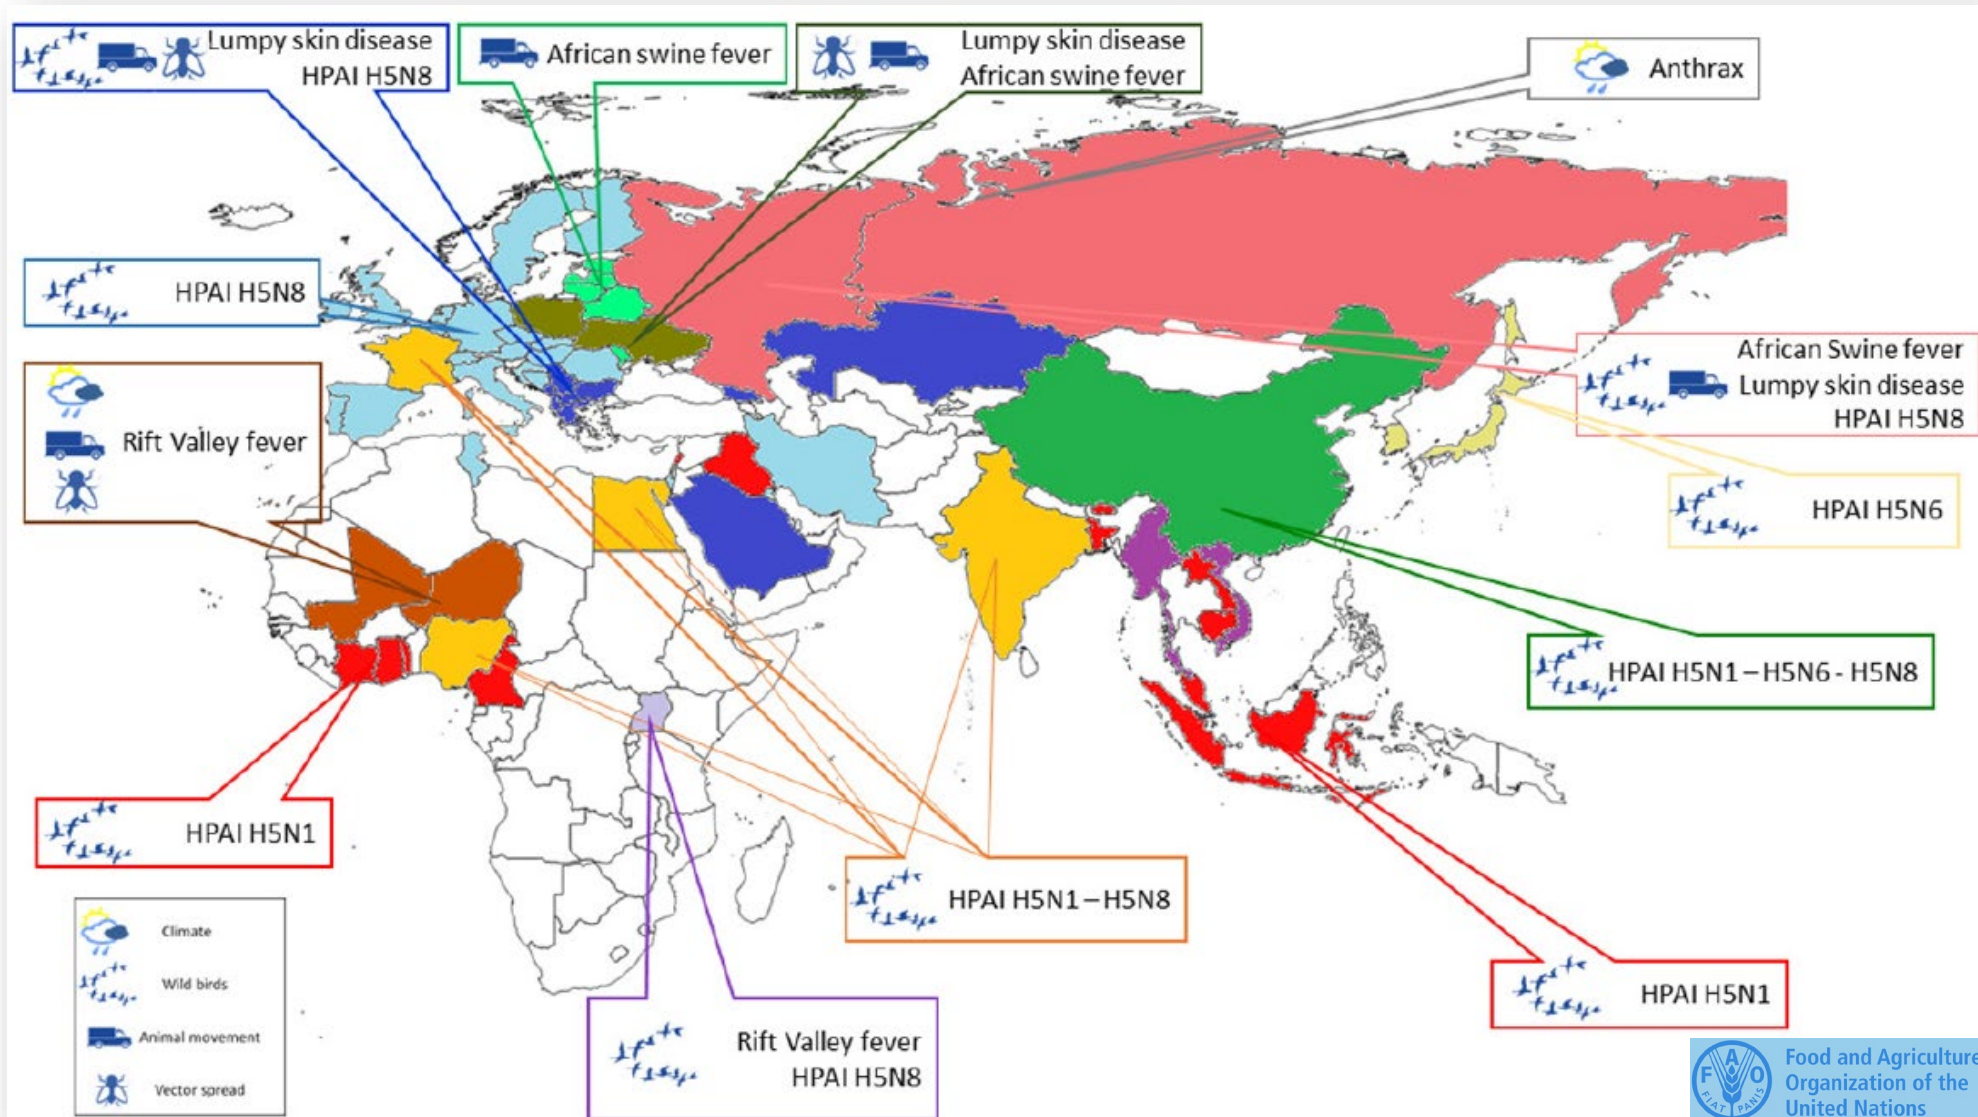 Lumpy skin disease
HPAI H5N8
African swine fever
Lumpy skin disease
African swine fever
Anthrax
HPAI H5N8
Rift Valley fever
African Swine fever
Lumpy skin disease
HPAI H5N8
HPAI H5N6
HPAI H5N1 – H5N6 - H5N8
HPAI H5N1
HPAI H5N1 – H5N8
HPAI H5N1
Rift Valley fever
HPAI H5N8
Climate
Wild birds
Animal movement
Vector spread
F A O
FIAT PANIS
Food and Agriculture
Organization of the
United Nations